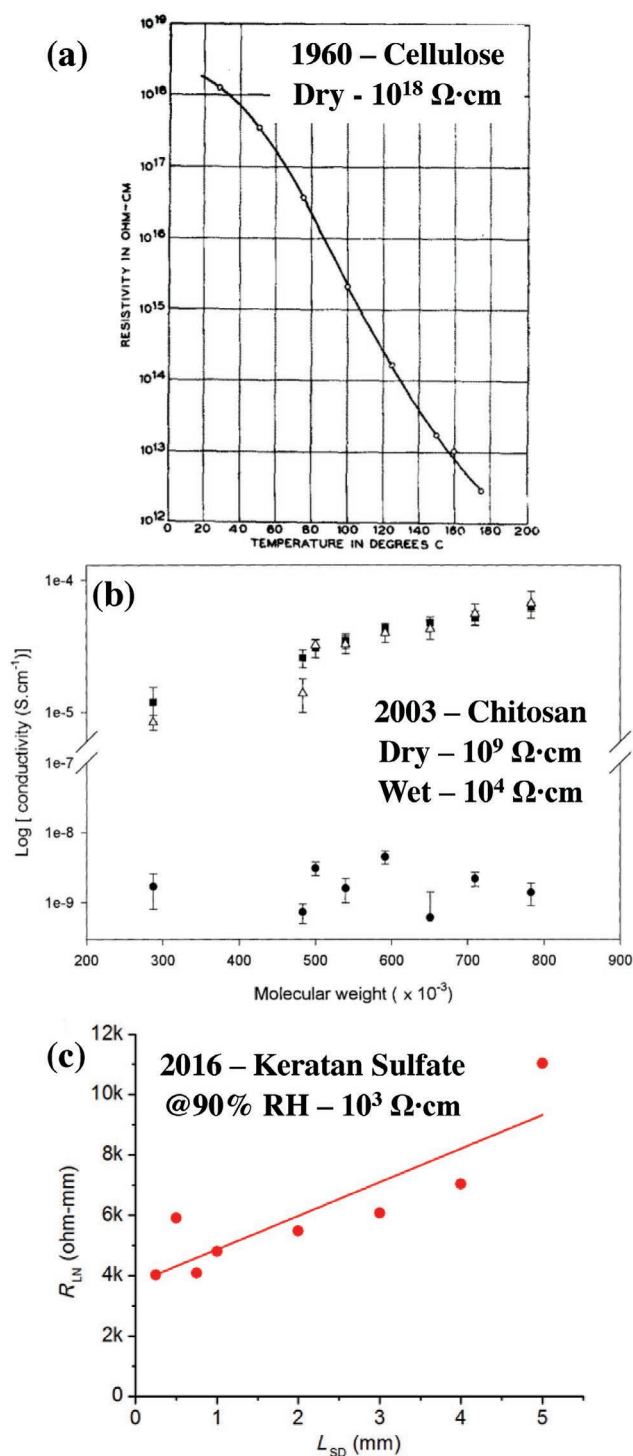 (a)
1960 – Cellulose
Dry - 10¹⁸ Ω·cm
RESISTIVITY IN OHM-CM
10¹⁹
10¹⁸
10¹⁷
10¹⁶
10¹⁵
10¹⁴
10¹³
10¹²
0 20 40 60 80 100 120 140 160 180 200
TEMPERATURE IN DEGREES C
(b)
2003 – Chitosan
Dry – 10⁹ Ω·cm
Wet – 10⁴ Ω·cm
Log [ conductivity (S.cm⁻¹)]
1e-4
1e-5
1e-7
1e-8
1e-9
200 300 400 500 600 700 800 900
Molecular weight ( x 10⁻³)
(c)
2016 – Keratan Sulfate
@90% RH – 10³ Ω·cm
R_LN (ohm-mm)
12k
10k
8k
6k
4k
2k
0
0 1 2 3 4 5
L_SD (mm)